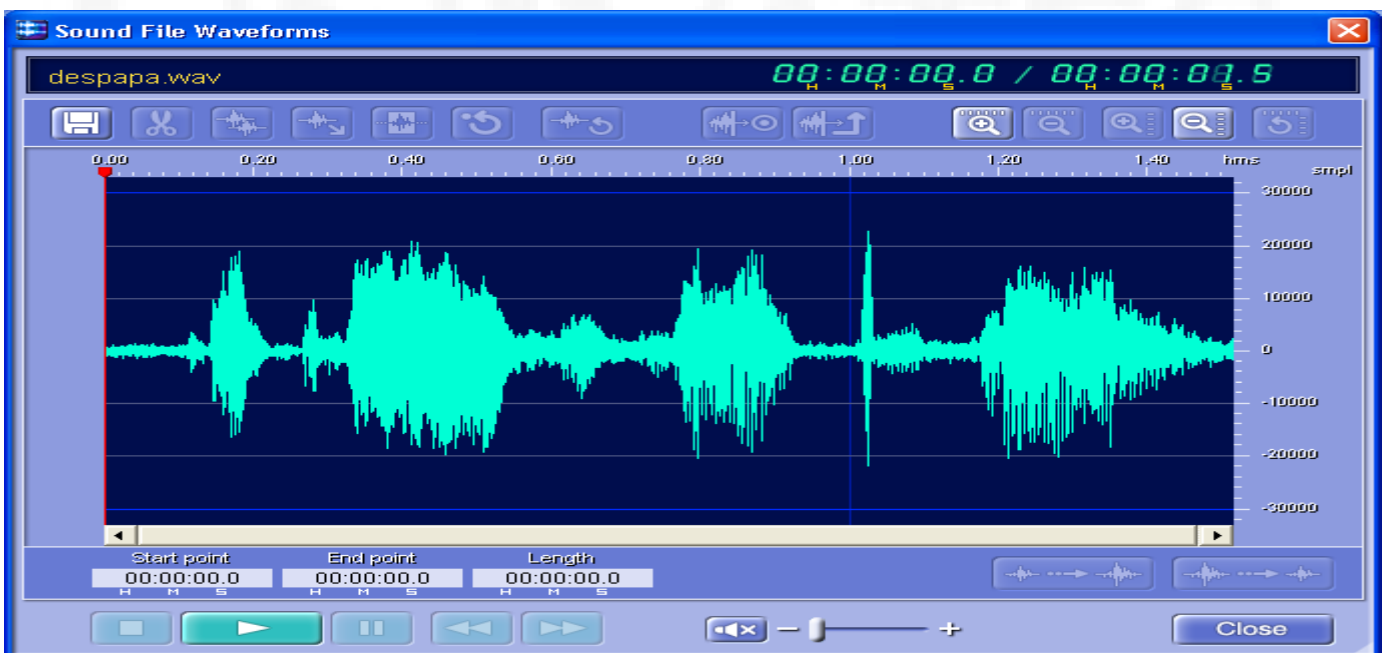 Sound File Waveforms
despapa.wav 00:00:00.0 / 00:00:01.5
H M S H M S
0.00 0.20 0.40 0.60 0.80 1.00 1.20 1.40 hms
smpl
30000
20000
10000
0
-10000
-20000
-30000
Start point End point Length
00:00:00.0 00:00:00.0 00:00:00.0
H M S H M S H M S
Close